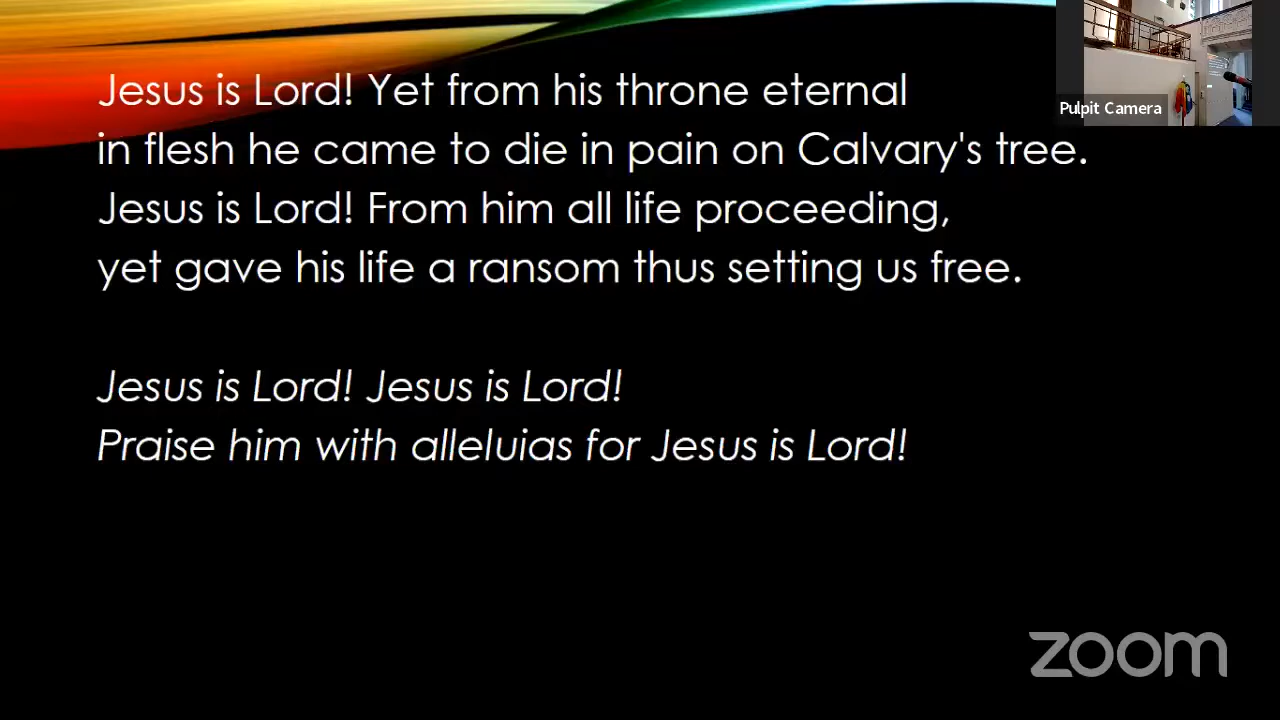 Jesus is Lord! Yet from his throne eternal
in flesh he came to die in pain on Calvary's tree.
Jesus is Lord! From him all life proceeding,
yet gave his life a ransom thus setting us free.
Jesus is Lord! Jesus is Lord!
Praise him with alleluias for Jesus is Lord!
Pulpit Camera
zoom